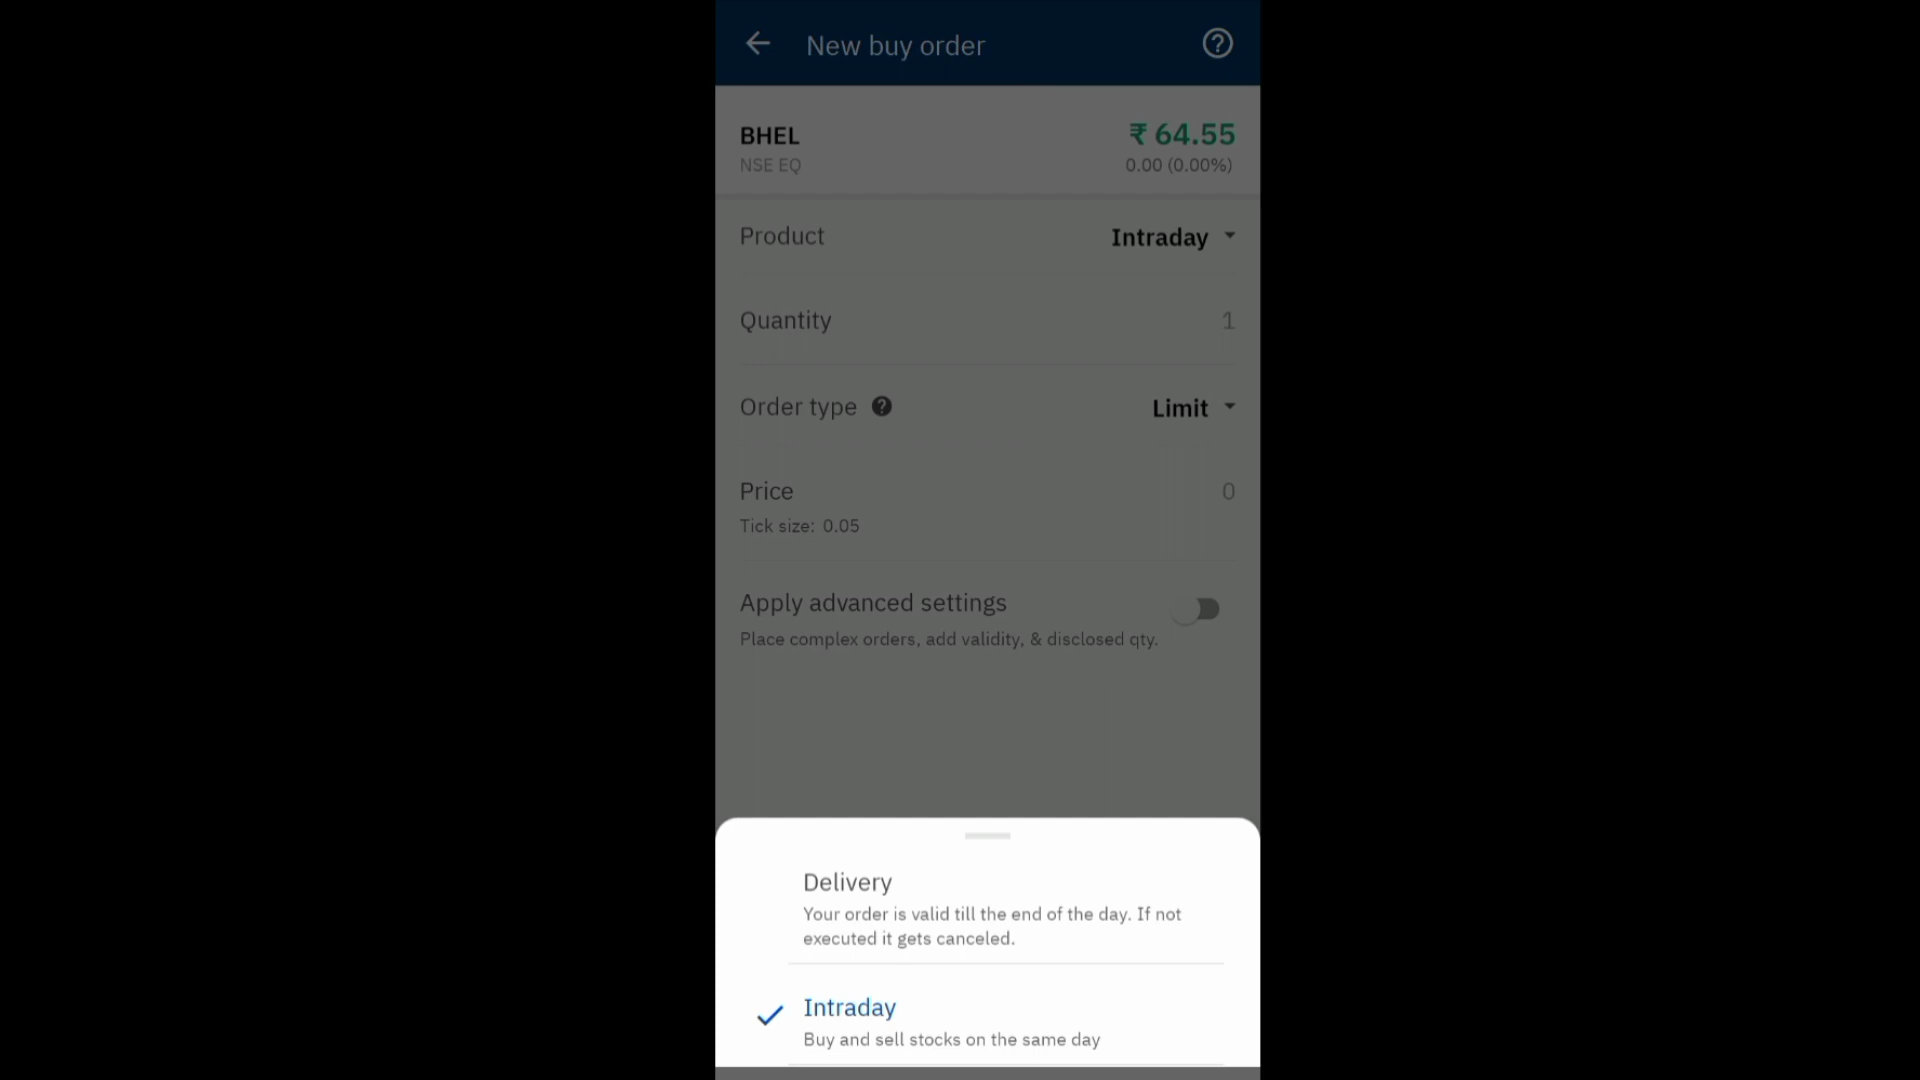 New buy order
BHEL
₹ 64.55
NSE EQ
0.00 (0.00%)
Product
Intraday
Quantity
1
Order type
Limit
Price
0
Tick size: 0.05
Apply advanced settings
Place complex orders, add validity, & disclosed qty.
Delivery
Your order is valid till the end of the day. If not
executed it gets canceled.
Intraday
Buy and sell stocks on the same day